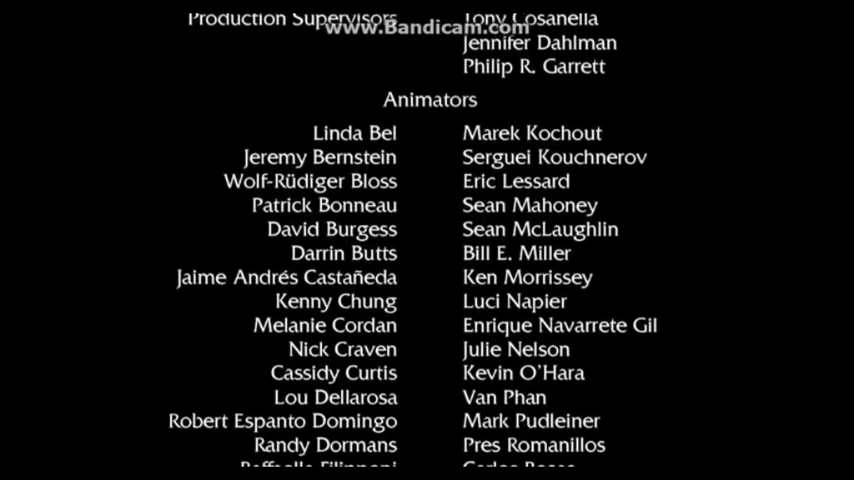 Production Supervisors Tony Cosanella
www.Bandicam.com
Jennifer Dahlman
Philip R. Garrett
Animators
Linda Bel Marek Kochout
Jeremy Bernstein Serguei Kouchnerov
Wolf-Rüdiger Bloss Eric Lessard
Patrick Bonneau Sean Mahoney
David Burgess Sean McLaughlin
Darrin Butts Bill E. Miller
Jaime Andrés Castañeda Ken Morrissey
Kenny Chung Luci Napier
Melanie Cordan Enrique Navarrete Gil
Nick Craven Julie Nelson
Cassidy Curtis Kevin O'Hara
Lou Dellarosa Van Phan
Robert Espanto Domingo Mark Pudleiner
Randy Dormans Pres Romanillos